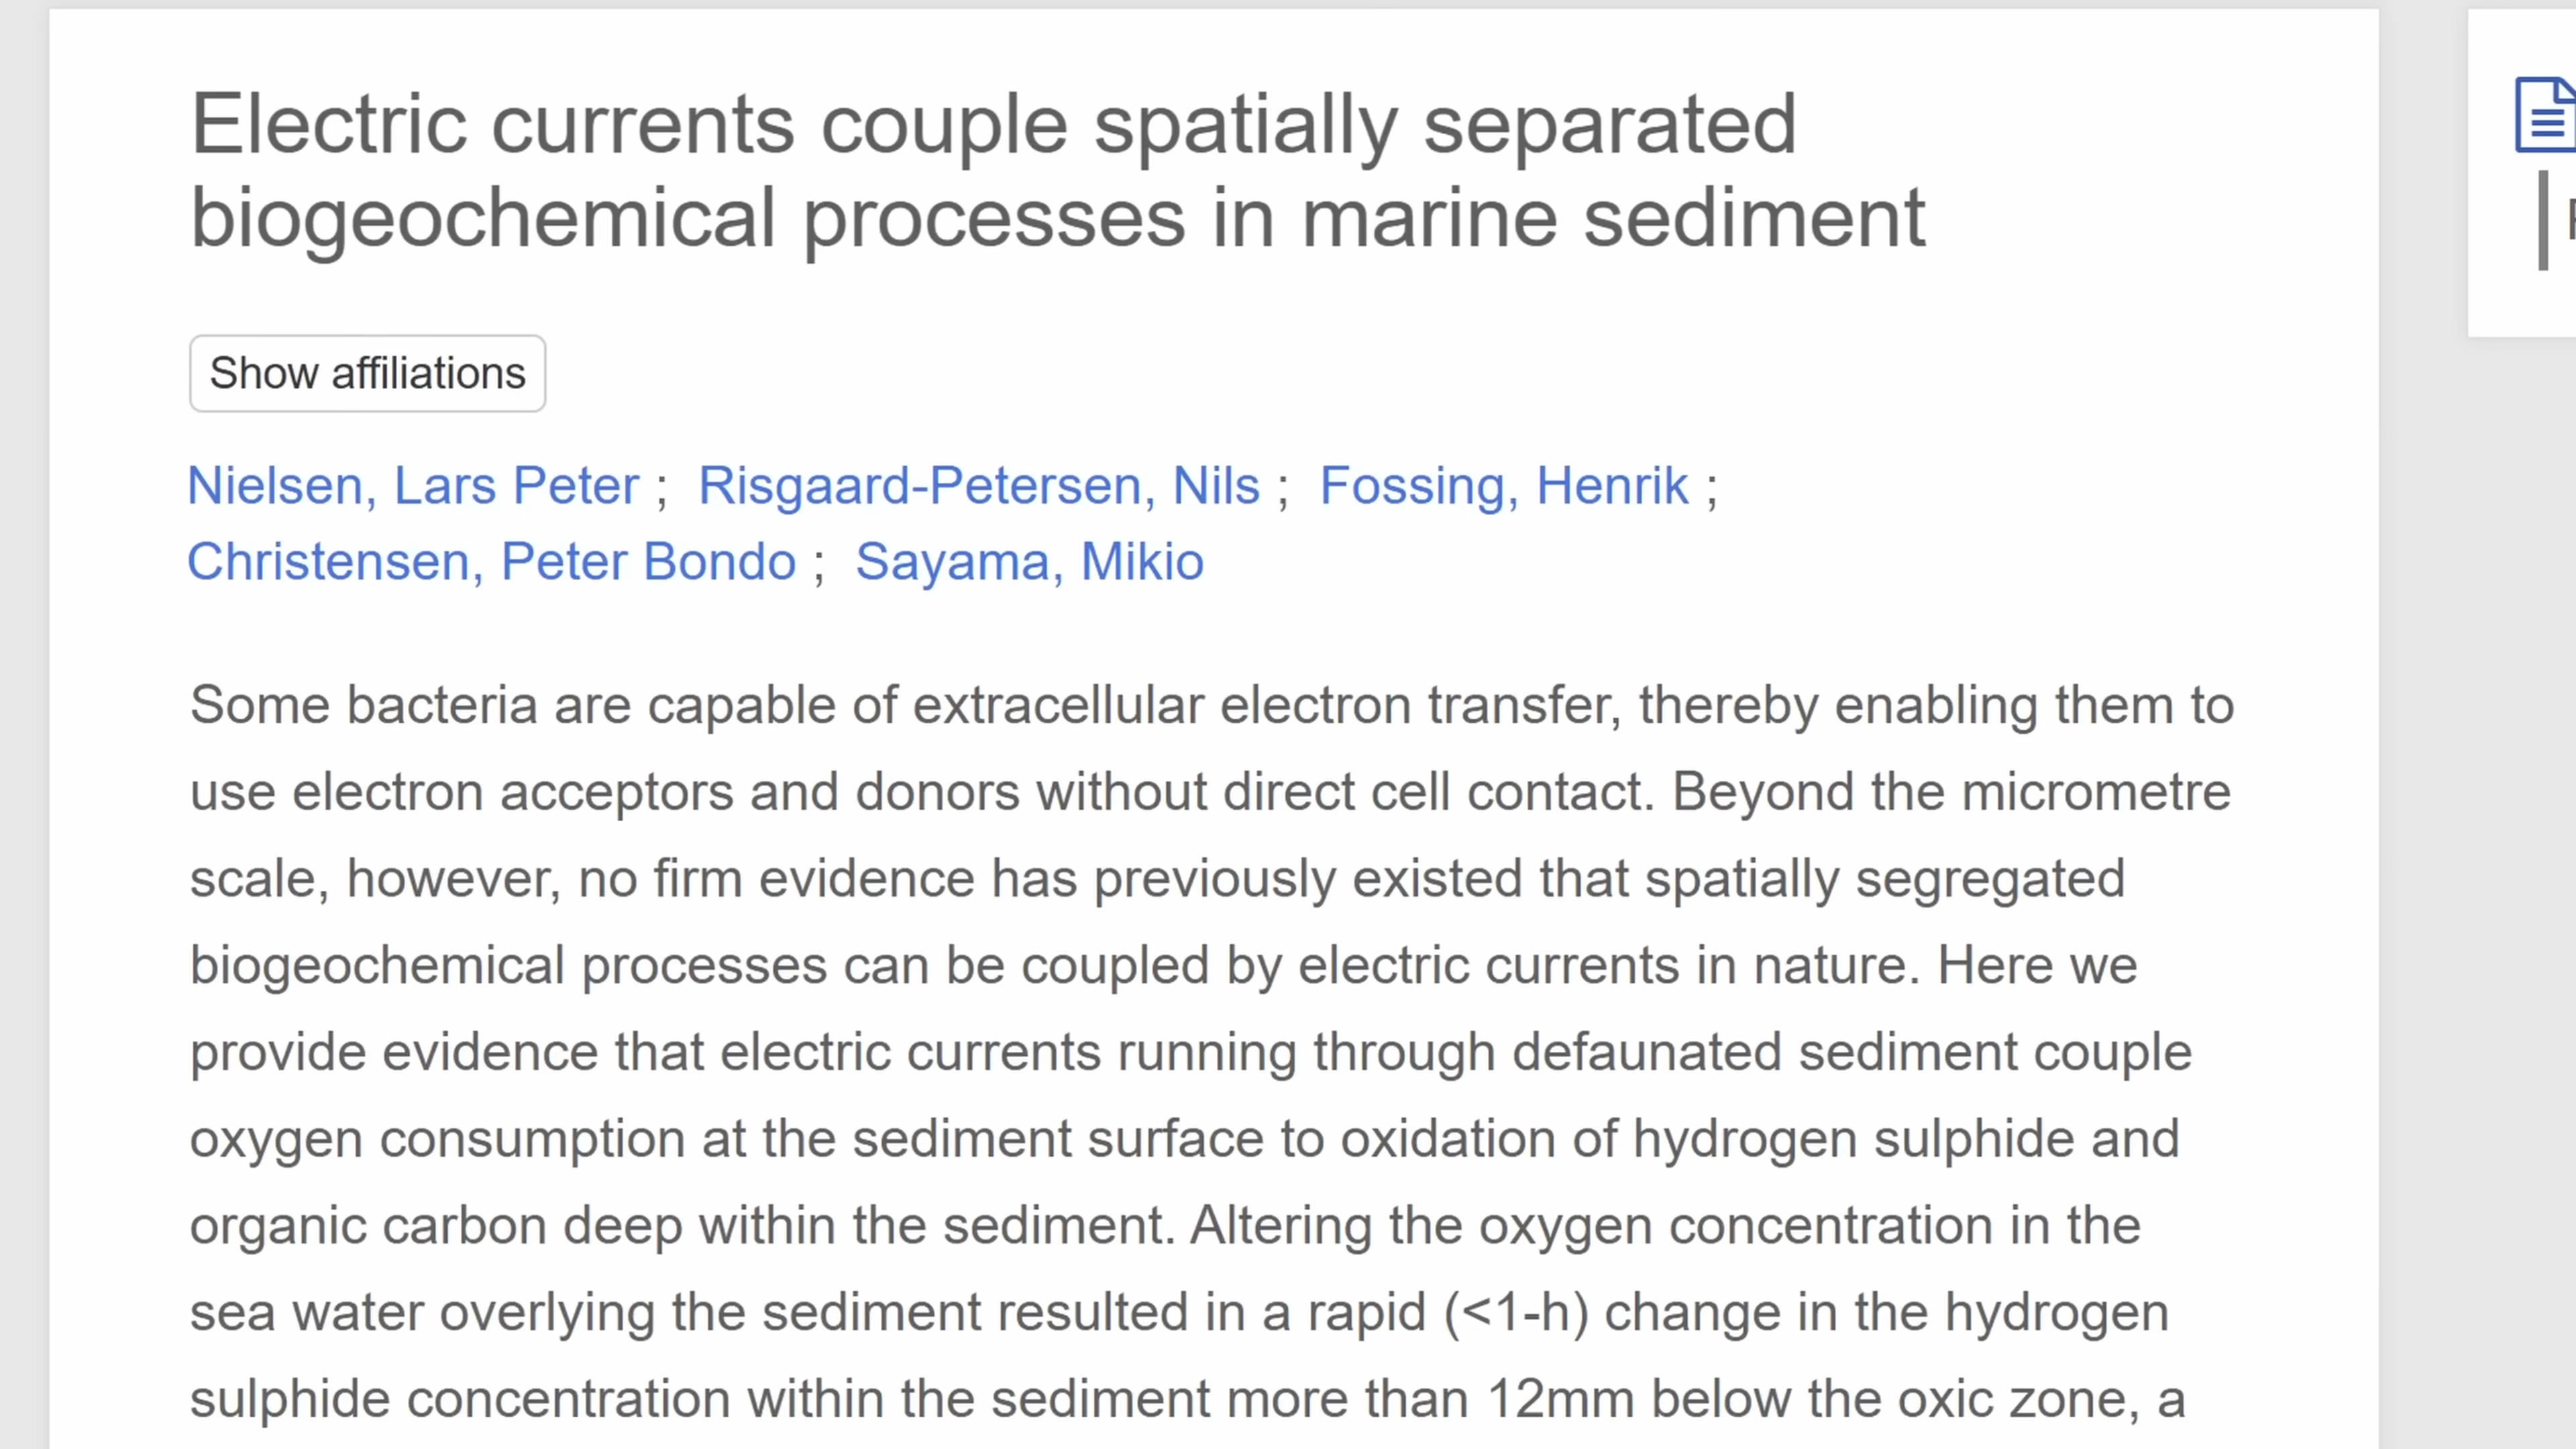 Electric currents couple spatially separated
biogeochemical processes in marine sediment
Show affiliations
Nielsen, Lars Peter ; Risgaard-Petersen, Nils ; Fossing, Henrik ;
Christensen, Peter Bondo ; Sayama, Mikio
Some bacteria are capable of extracellular electron transfer, thereby enabling them to
use electron acceptors and donors without direct cell contact. Beyond the micrometre
scale, however, no firm evidence has previously existed that spatially segregated
biogeochemical processes can be coupled by electric currents in nature. Here we
provide evidence that electric currents running through defaunated sediment couple
oxygen consumption at the sediment surface to oxidation of hydrogen sulphide and
organic carbon deep within the sediment. Altering the oxygen concentration in the
sea water overlying the sediment resulted in a rapid (<1-h) change in the hydrogen
sulphide concentration within the sediment more than 12mm below the oxic zone, a